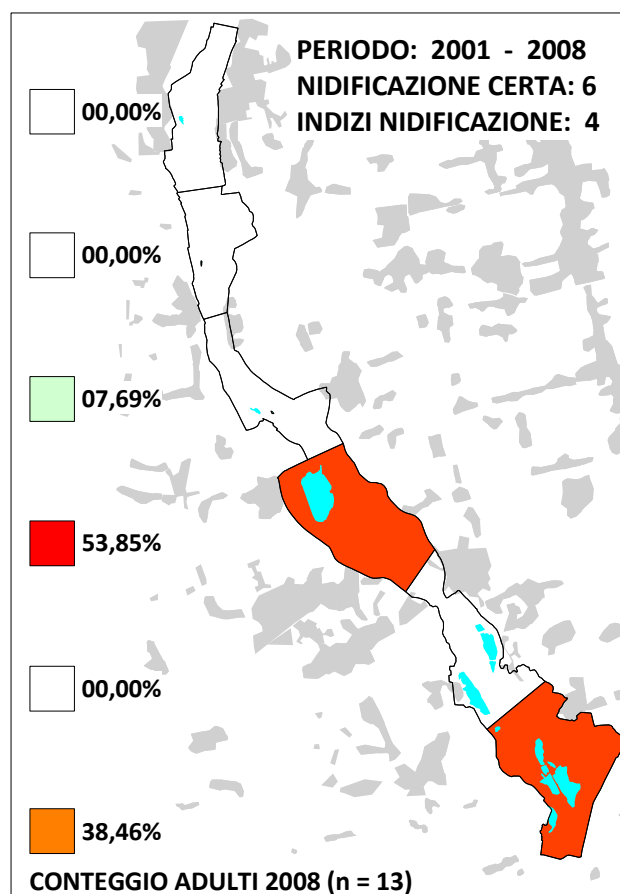 PERIODO: 2001 - 2008
NIDIFICAZIONE CERTA: 6
INDIZI NIDIFICAZIONE: 4
00,00%
00,00%
07,69%
53,85%
00,00%
38,46%
CONTEGGIO ADULTI 2008 (n = 13)